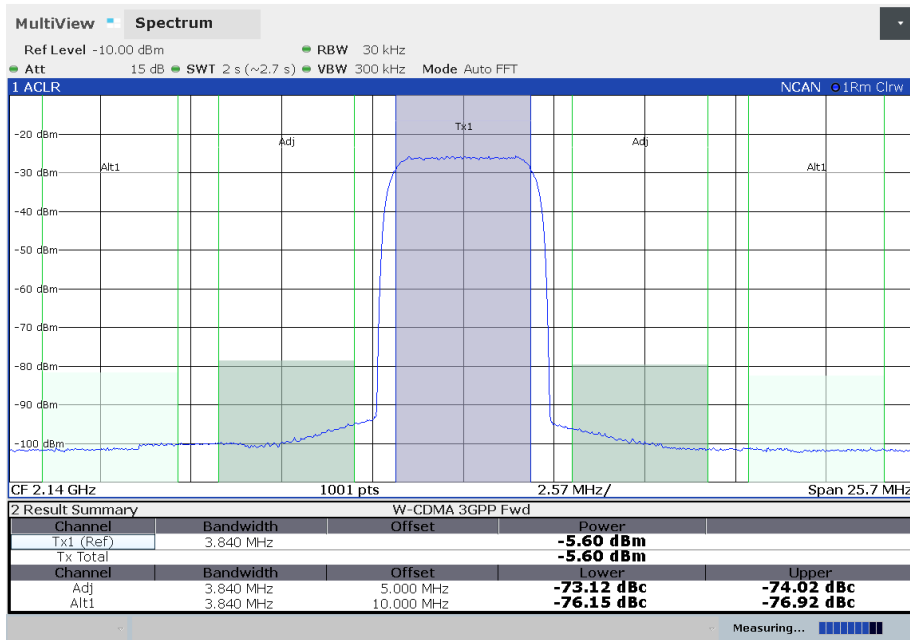 MultiView Spectrum
Ref Level -10.00 dBm RBW 30 kHz
Att 15 dB SWT 2 s (~2.7 s) VBW 300 kHz Mode Auto FFT
1 ACLR NCAN 1Rm Clrw
Tx1
-20 dBm
Adj Adj
Alt1 Alt1
-30 dBm
-40 dBm
-50 dBm
-60 dBm
-70 dBm
-80 dBm
-90 dBm
-100 dBm
CF 2.14 GHz 1001 pts 2.57 MHz/ Span 25.7 MHz
2 Result Summary W-CDMA 3GPP Fwd
Channel Bandwidth Offset Power
Tx1 (Ref) 3.840 MHz -5.60 dBm
Tx Total -5.60 dBm
Channel Bandwidth Offset Lower Upper
Adj 3.840 MHz 5.000 MHz -73.12 dBc -74.02 dBc
Alt1 3.840 MHz 10.000 MHz -76.15 dBc -76.92 dBc
Measuring...